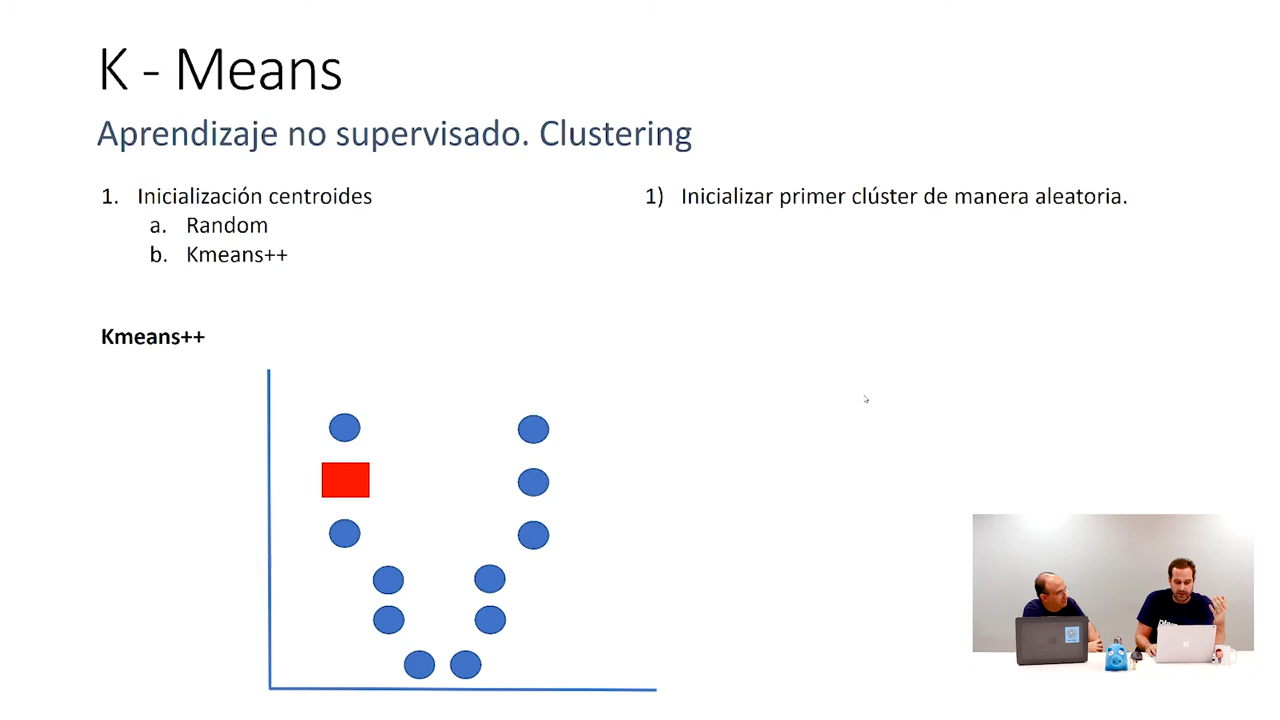 K - Means
Aprendizaje no supervisado. Clustering
1. Inicialización centroides
a. Random
b. Kmeans++
1) Inicializar primer clúster de manera aleatoria.
Kmeans++